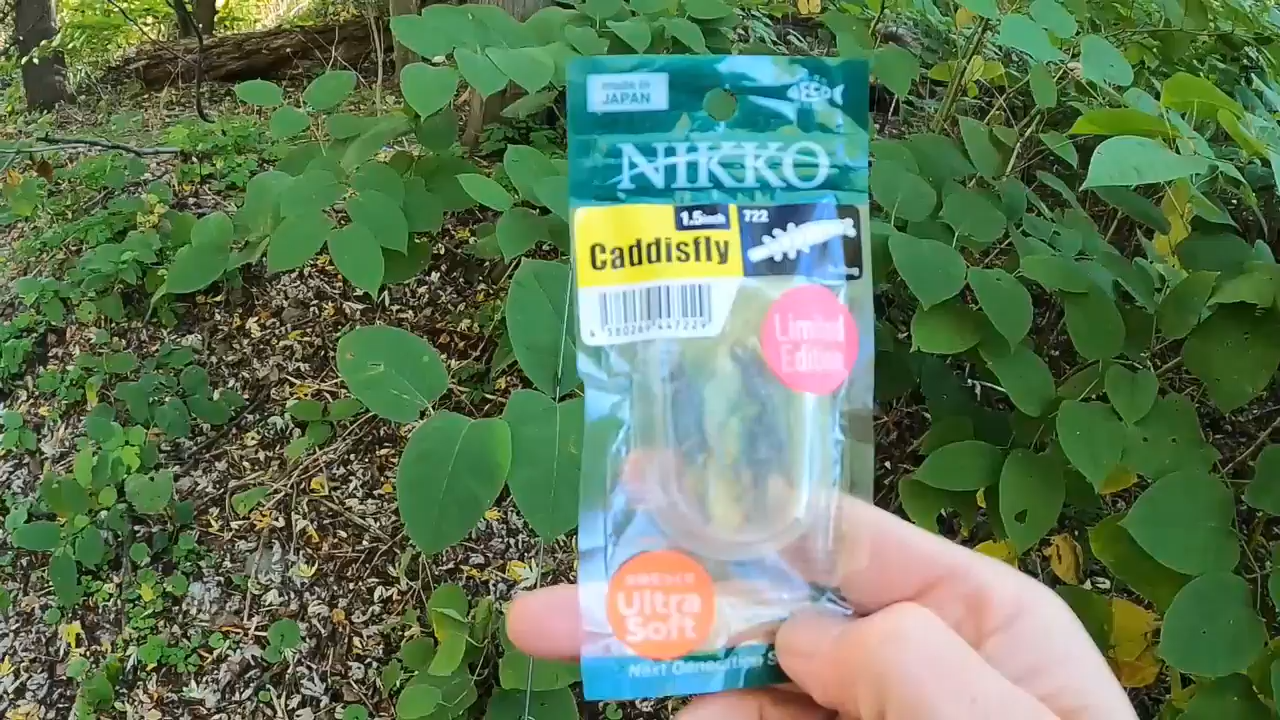 made in
JAPAN
NIKKO
1.5inch
722
Caddisfly
Limited
Edition
Ultra
Soft
Next Generation